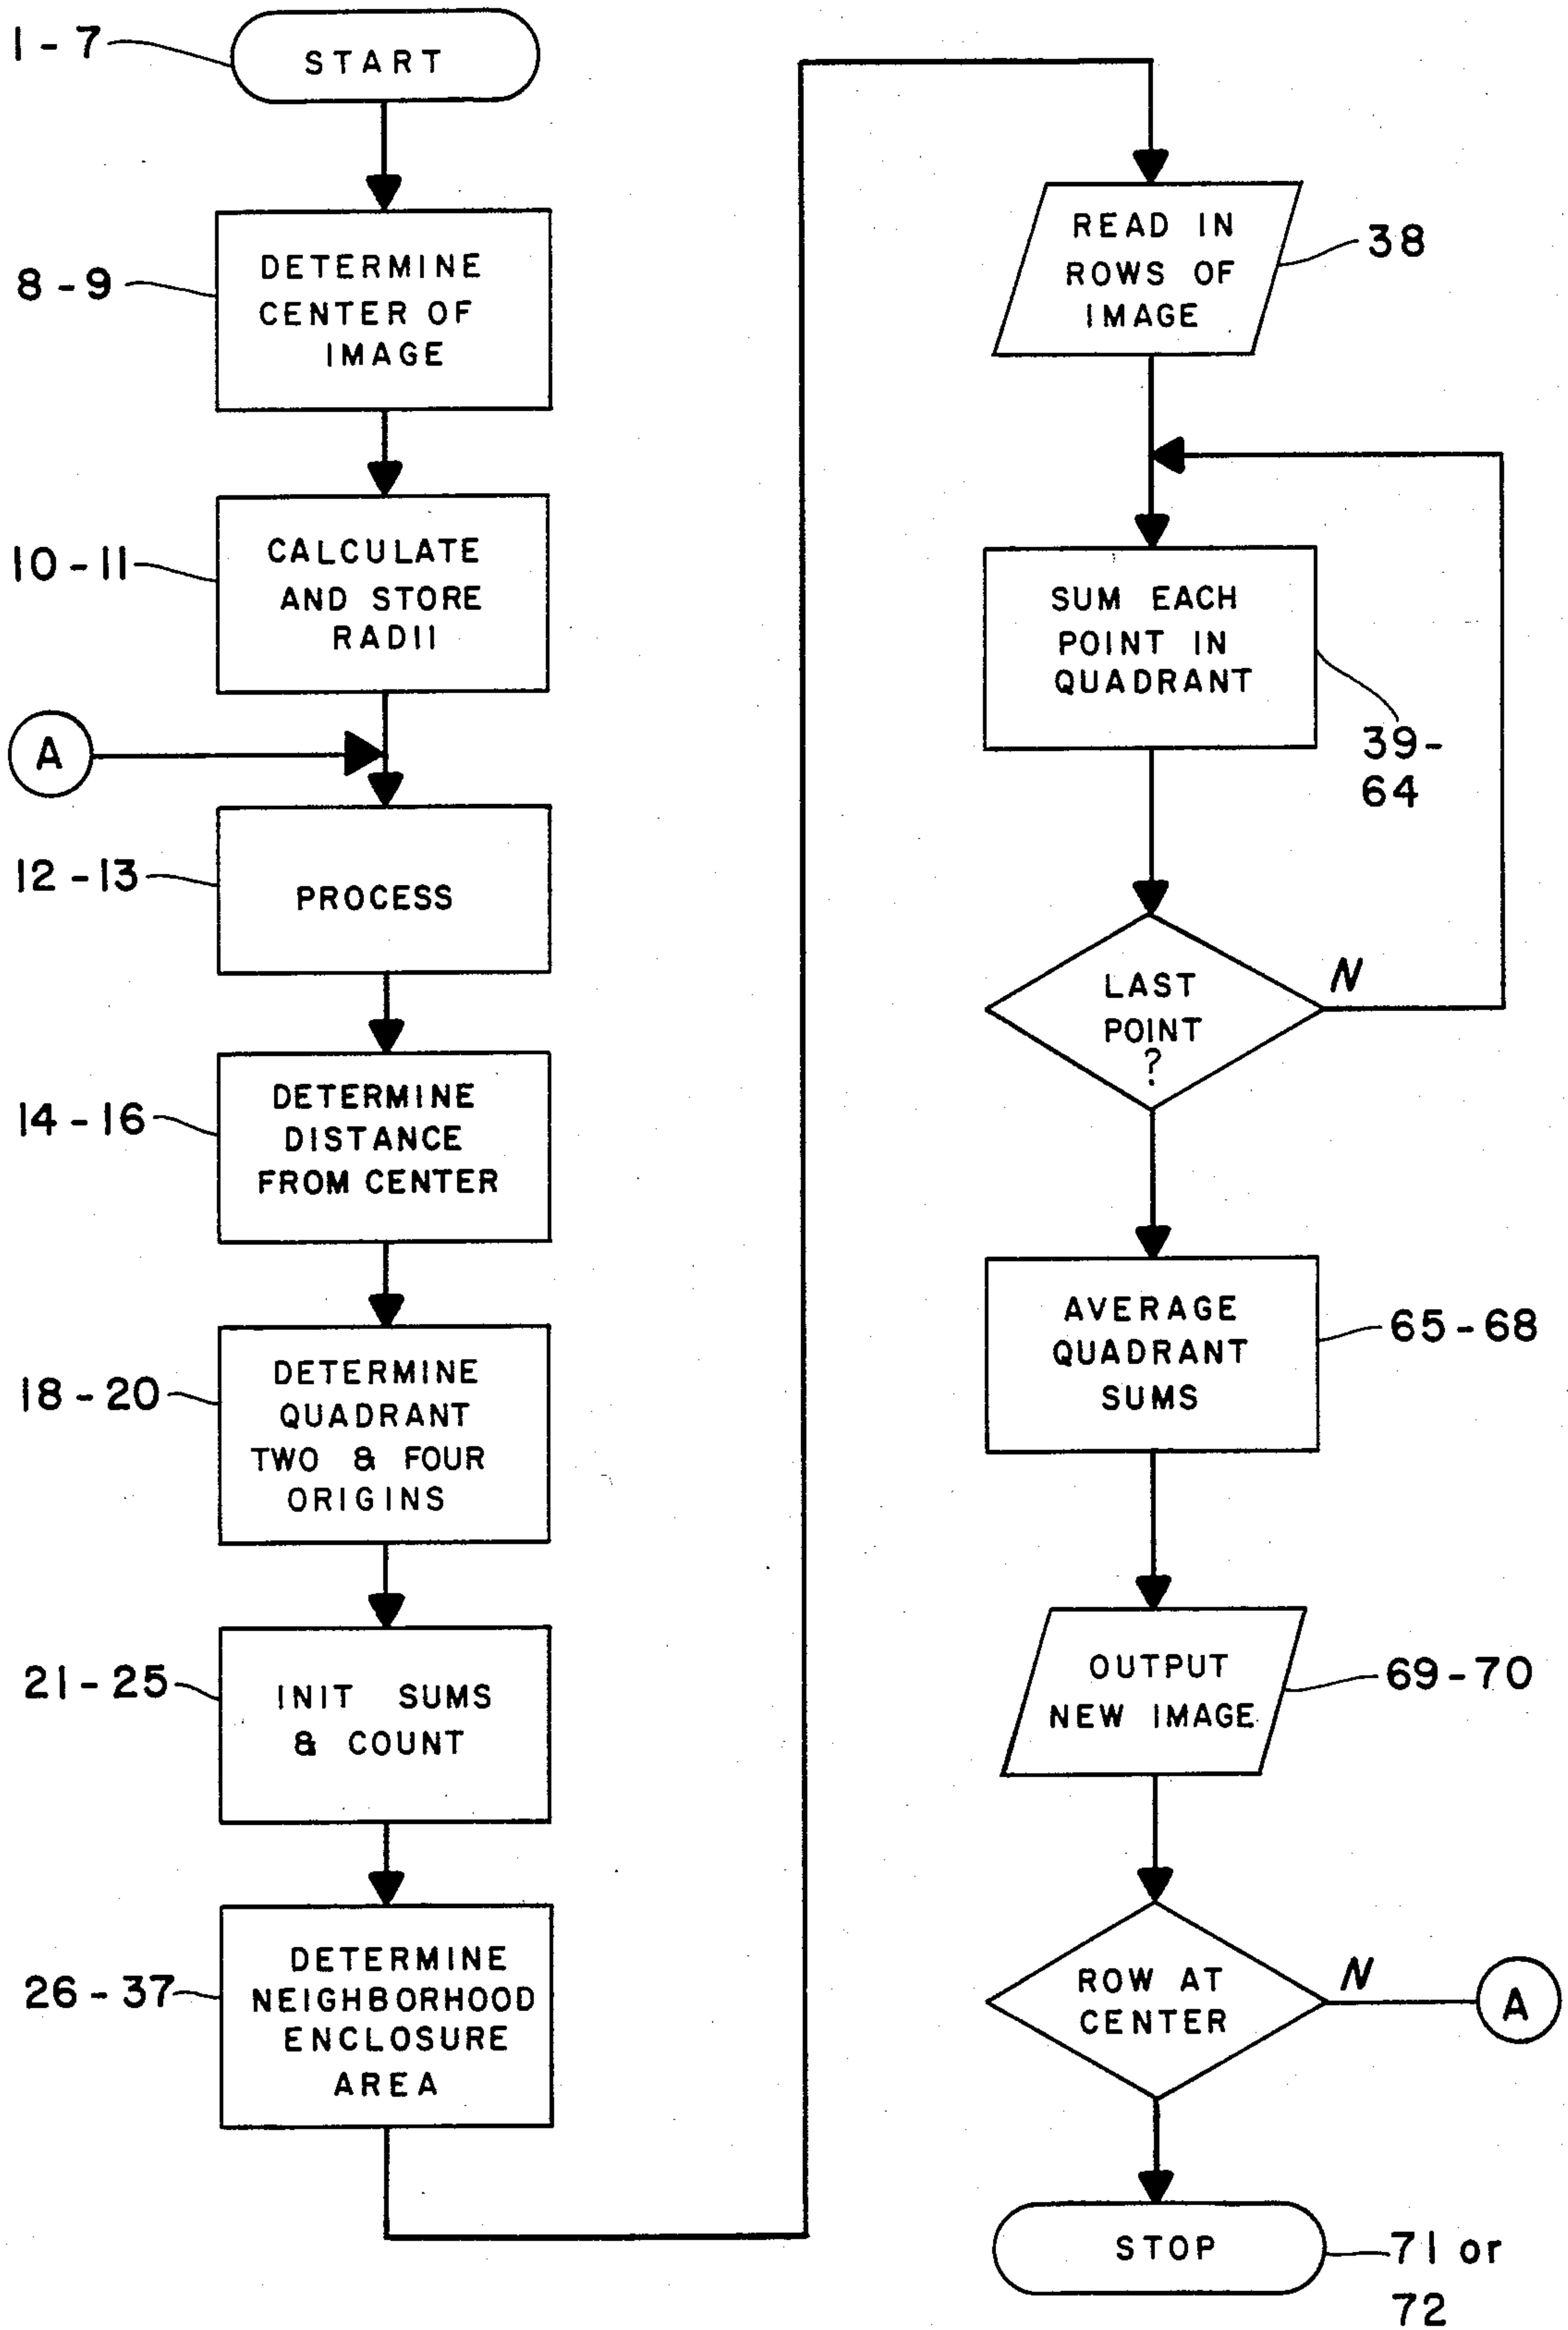 1-7
START
8-9
DETERMINE
CENTER OF
IMAGE
10-11
CALCULATE
AND STORE
RADII
A
12-13
PROCESS
14-16
DETERMINE
DISTANCE
FROM CENTER
18-20
DETERMINE
QUADRANT
TWO & FOUR
ORIGINS
21-25
INIT SUMS
& COUNT
26-37
DETERMINE
NEIGHBORHOOD
ENCLOSURE
AREA
READ IN
ROWS OF
IMAGE
38
SUM EACH
POINT IN
QUADRANT
39-
64
LAST
POINT
?
N
AVERAGE
QUADRANT
SUMS
65-68
OUTPUT
NEW IMAGE
69-70
ROW AT
CENTER
N
A
STOP
71 or
72